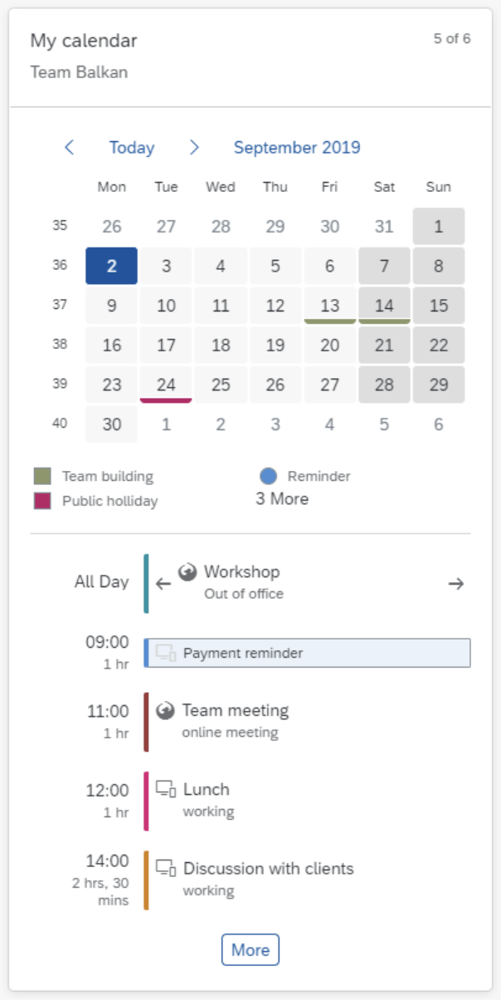 My calendar 5 of 6
Team Balkan
Today September 2019
Mon Tue Wed Thu Fri Sat Sun
35 26 27 28 29 30 31 1
36 2 3 4 5 6 7 8
37 9 10 11 12 13 14 15
38 16 17 18 19 20 21 22
39 23 24 25 26 27 28 29
40 30 1 2 3 4 5 6
Team building Reminder
Public holliday 3 More
All Day Workshop
Out of office
09:00 Payment reminder
1 hr
11:00 Team meeting
1 hr online meeting
12:00 Lunch
1 hr working
14:00 Discussion with clients
2 hrs, 30 working
mins
More